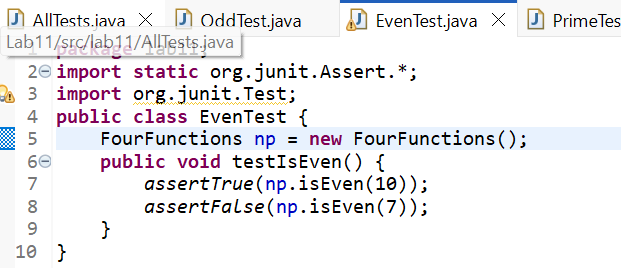 AllTests.java OddTest.java EvenTest.java PrimeTes
Lab11/src/lab11/AllTests.java
1 package lab11;
2 import static org.junit.Assert.*;
3 import org.junit.Test;
4 public class EvenTest {
5 FourFunctions np = new FourFunctions();
6 public void testIsEven() {
7 assertTrue(np.isEven(10));
8 assertFalse(np.isEven(7));
9 }
10 }